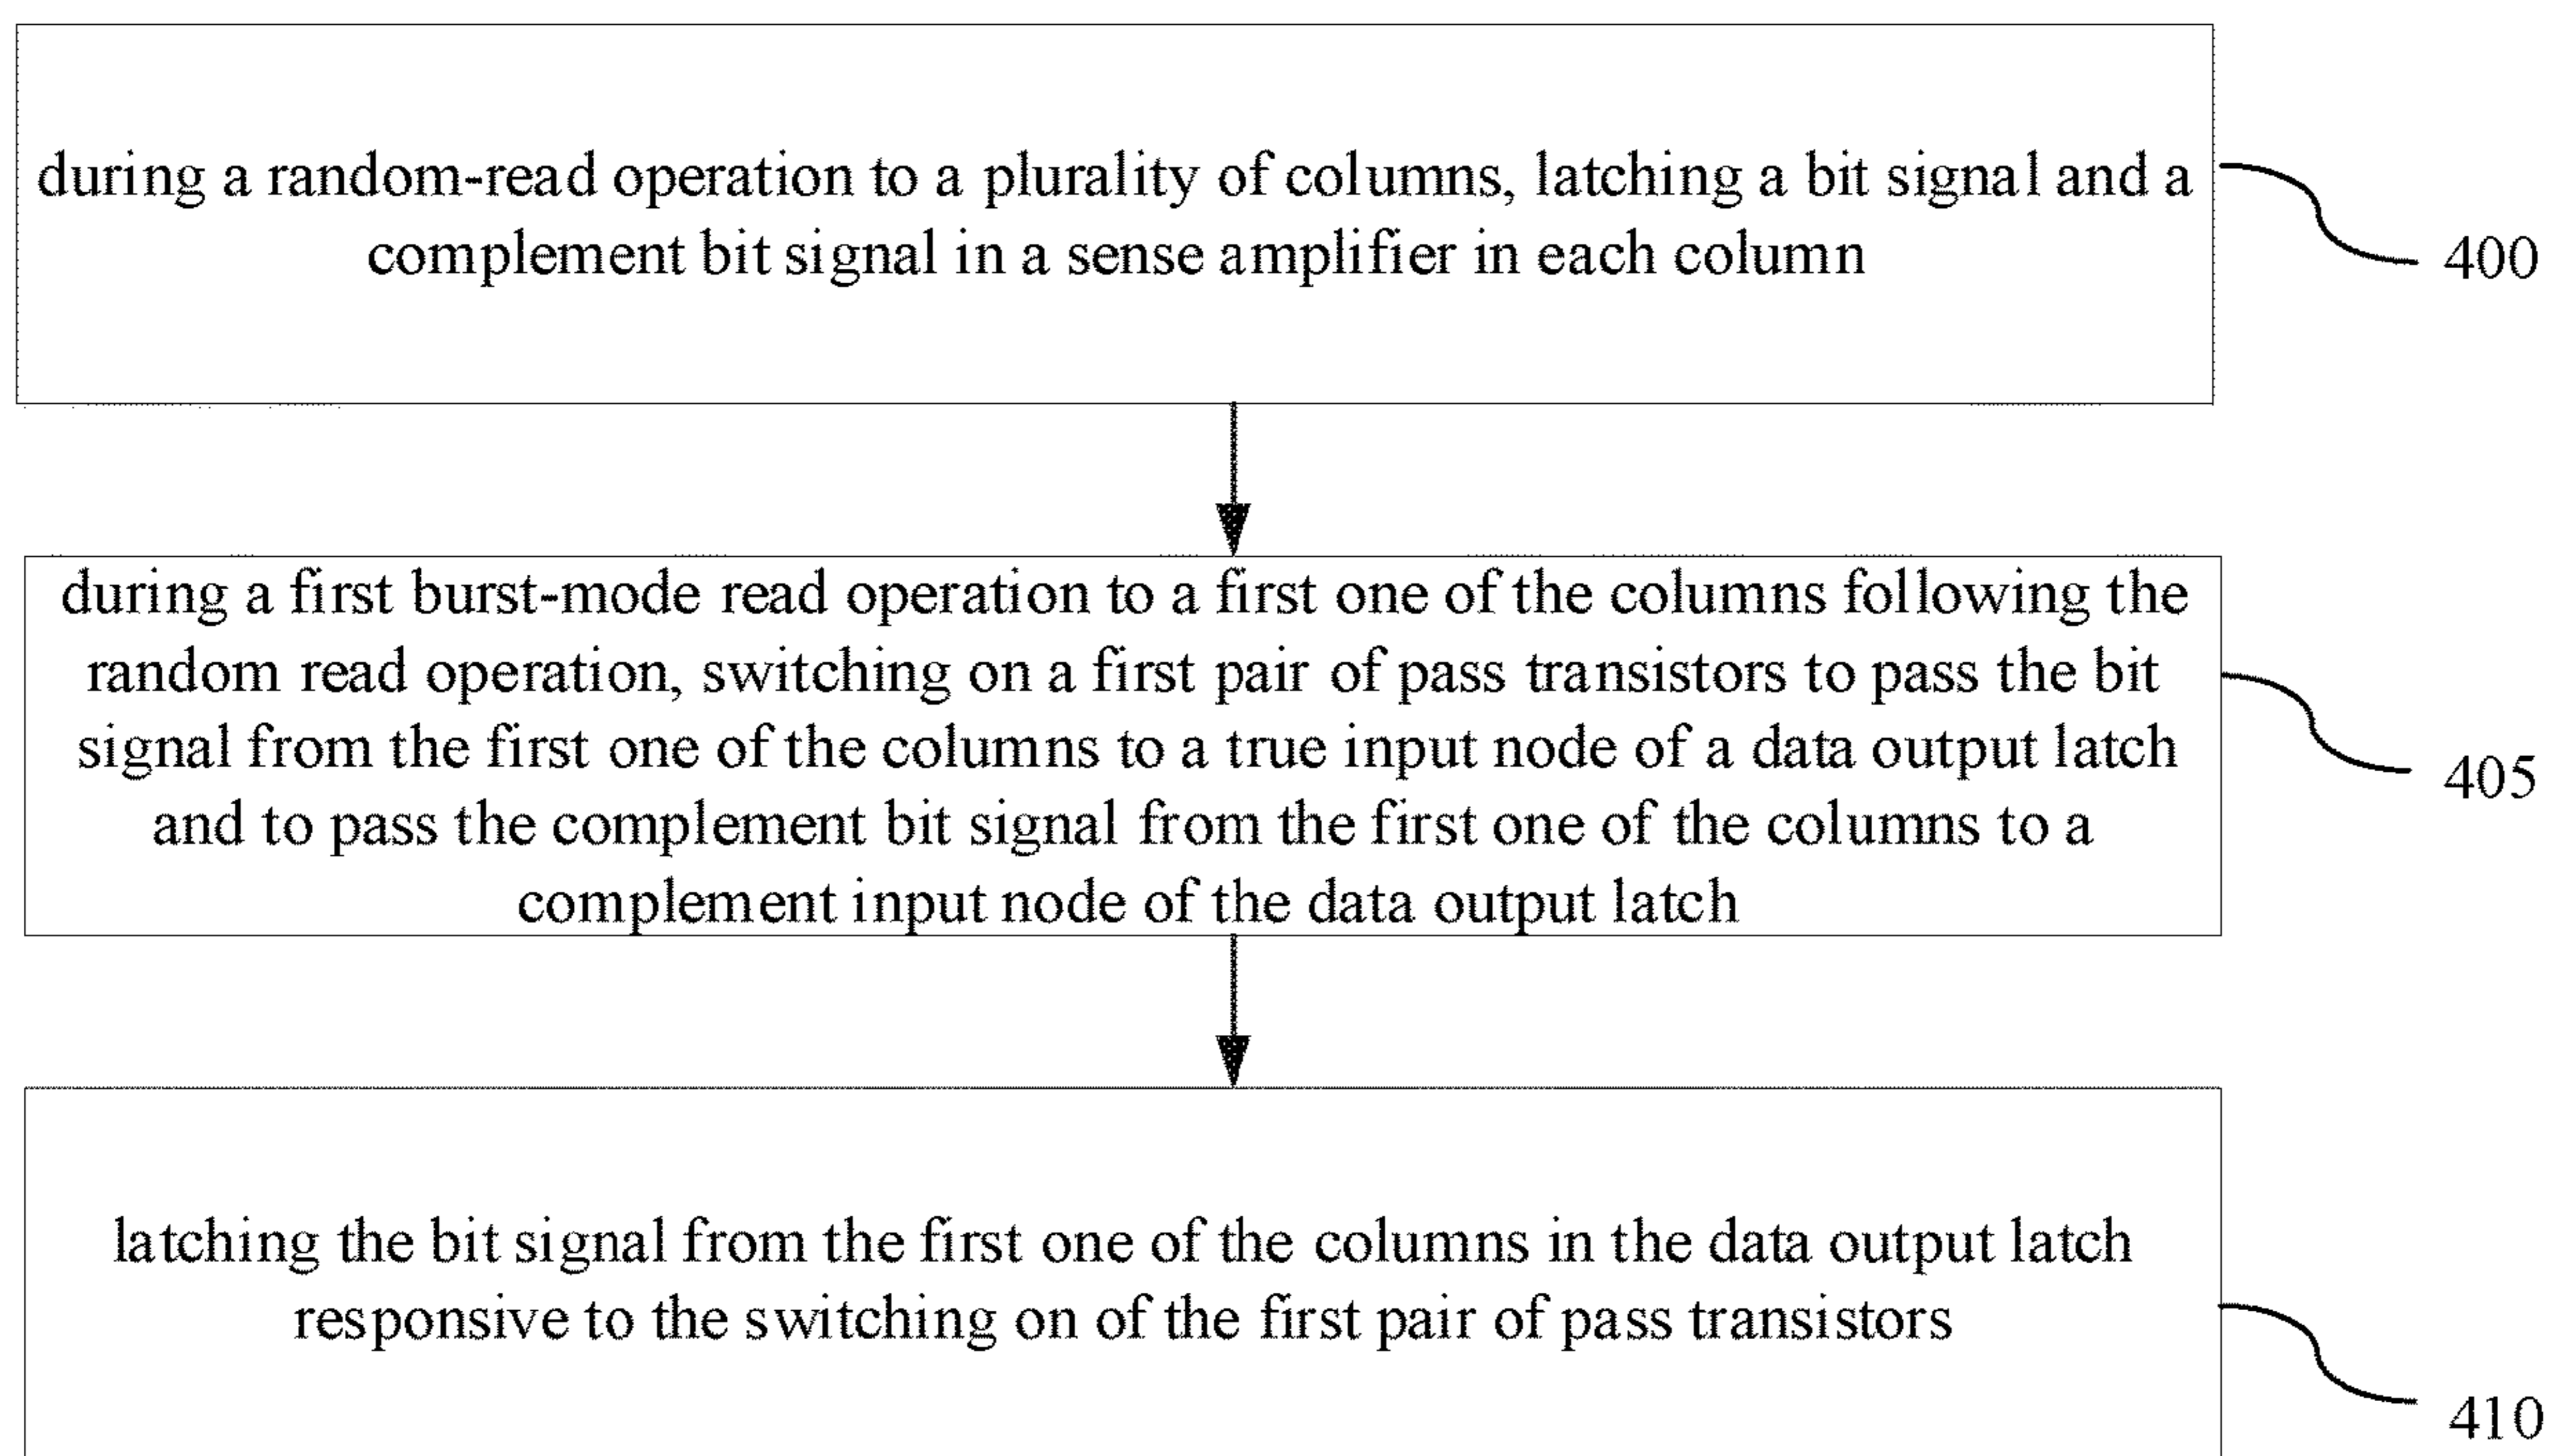 during a random-read operation to a plurality of columns, latching a bit signal and a
complement bit signal in a sense amplifier in each column
400
during a first burst-mode read operation to a first one of the columns following the
random read operation, switching on a first pair of pass transistors to pass the bit
signal from the first one of the columns to a true input node of a data output latch
and to pass the complement bit signal from the first one of the columns to a
complement input node of the data output latch
405
latching the bit signal from the first one of the columns in the data output latch
responsive to the switching on of the first pair of pass transistors
410